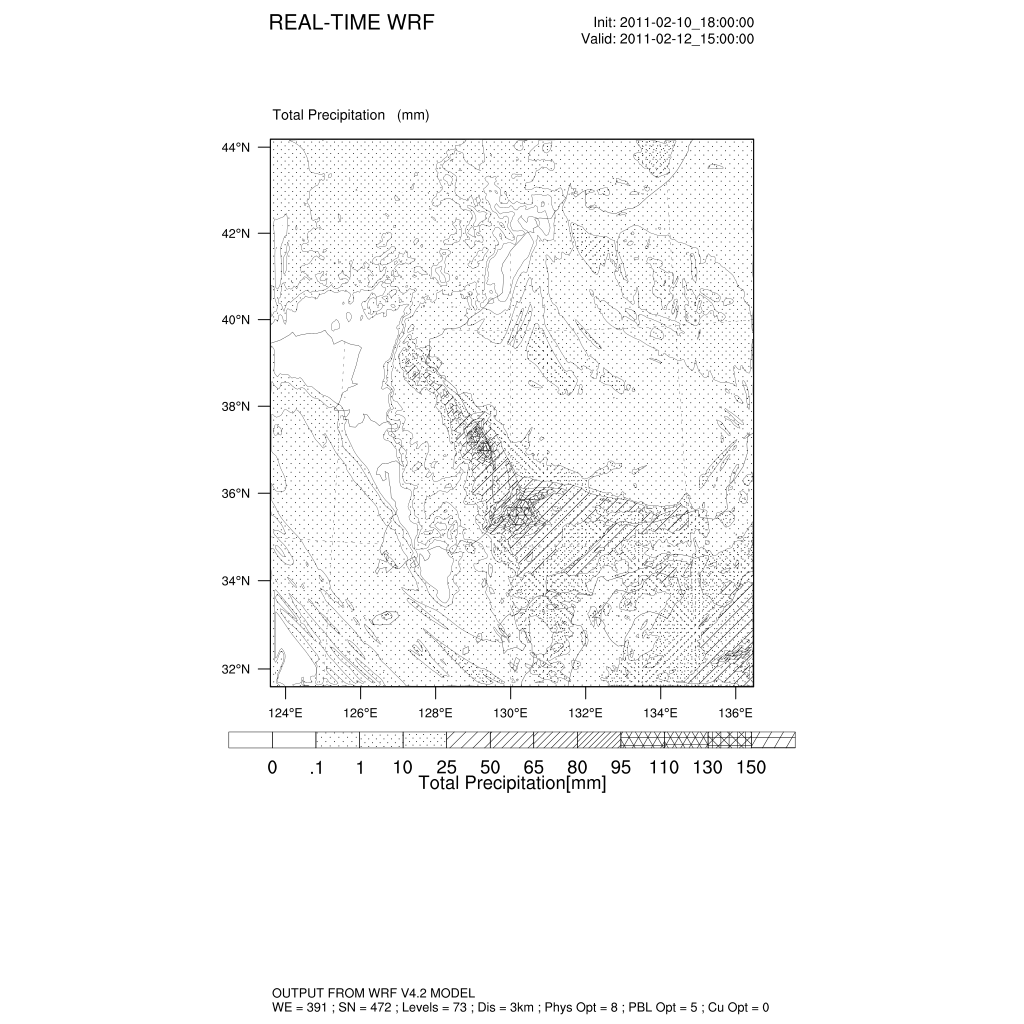 REAL-TIME WRF
Init: 2011-02-10_18:00:00
Valid: 2011-02-12_15:00:00
Total Precipitation (mm)
44°N
42°N
40°N
38°N
36°N
34°N
32°N
124°E 126°E 128°E 130°E 132°E 134°E 136°E
0 .1 1 10 25 50 65 80 95 110 130 150
Total Precipitation[mm]
OUTPUT FROM WRF V4.2 MODEL
WE = 391 ; SN = 472 ; Levels = 73 ; Dis = 3km ; Phys Opt = 8 ; PBL Opt = 5 ; Cu Opt = 0